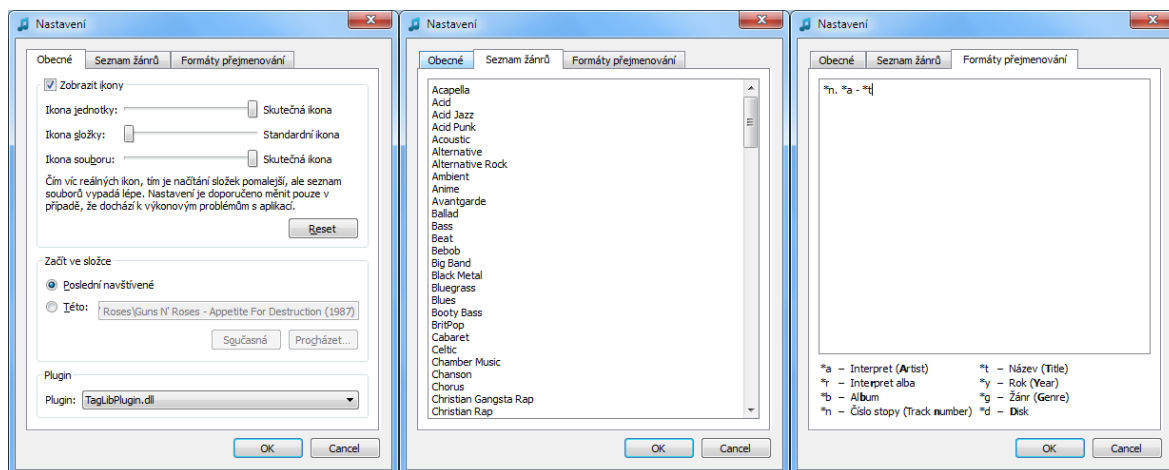 Nastavení
Obecné
Seznam žánrů
Formáty přejmenování
Zobrazit ikony
Ikona jednotky:
Skutečná ikona
Ikona složky:
Standardní ikona
Ikona souboru:
Skutečná ikona
Čím víc reálných ikon, tím je načítání složek pomalejší, ale seznam
souborů vypadá lépe. Nastavení je doporučeno měnit pouze v
případě, že dochází k výkonovým problémům s aplikací.
Reset
Začít ve složce
Poslední navštívené
Této:
' Roses\Guns N' Roses - Appetite For Destruction (1987)
Současná
Procházet...
Plugin
Plugin:
TagLibPlugin.dll
OK
Cancel
Nastavení
Obecné
Seznam žánrů
Formáty přejmenování
Acapella
Acid
Acid Jazz
Acid Punk
Acoustic
Alternative
Alternative Rock
Ambient
Anime
Avantgarde
Ballad
Bass
Beat
Bebob
Big Band
Black Metal
Bluegrass
Blues
Booty Bass
BritPop
Cabaret
Celtic
Chamber Music
Chanson
Chorus
Christian Gangsta Rap
Christian Rap
OK
Cancel
Nastavení
Obecné
Seznam žánrů
Formáty přejmenování
*n. *a - *t
*a – Interpret (Artist)
*r – Interpret alba
*b – Album
*n – Číslo stopy (Track number)
*t – Název (Title)
*y – Rok (Year)
*g – Žánr (Genre)
*d – Disk
OK
Cancel